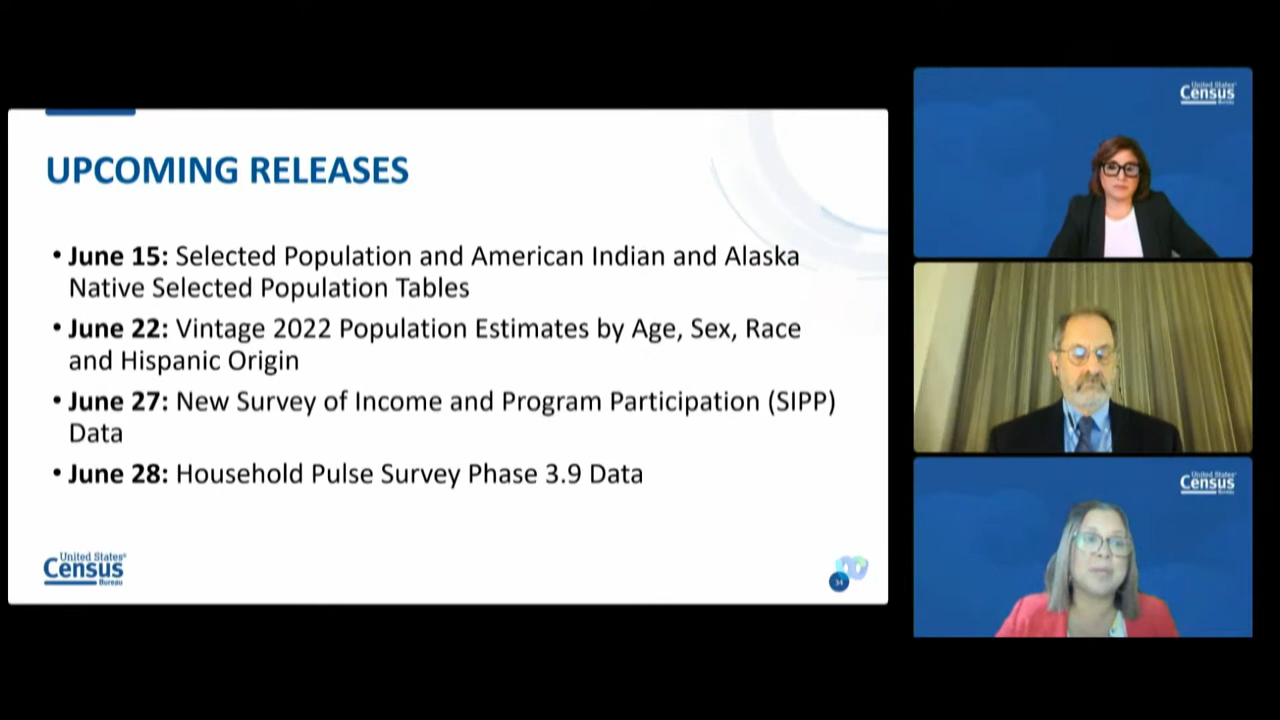 UPCOMING RELEASES
• June 15: Selected Population and American Indian and Alaska
Native Selected Population Tables
• June 22: Vintage 2022 Population Estimates by Age, Sex, Race
and Hispanic Origin
• June 27: New Survey of Income and Program Participation (SIPP)
Data
• June 28: Household Pulse Survey Phase 3.9 Data
United States®
Census
Bureau
34
United States®
Census
Bureau
United States®
Census
Bureau